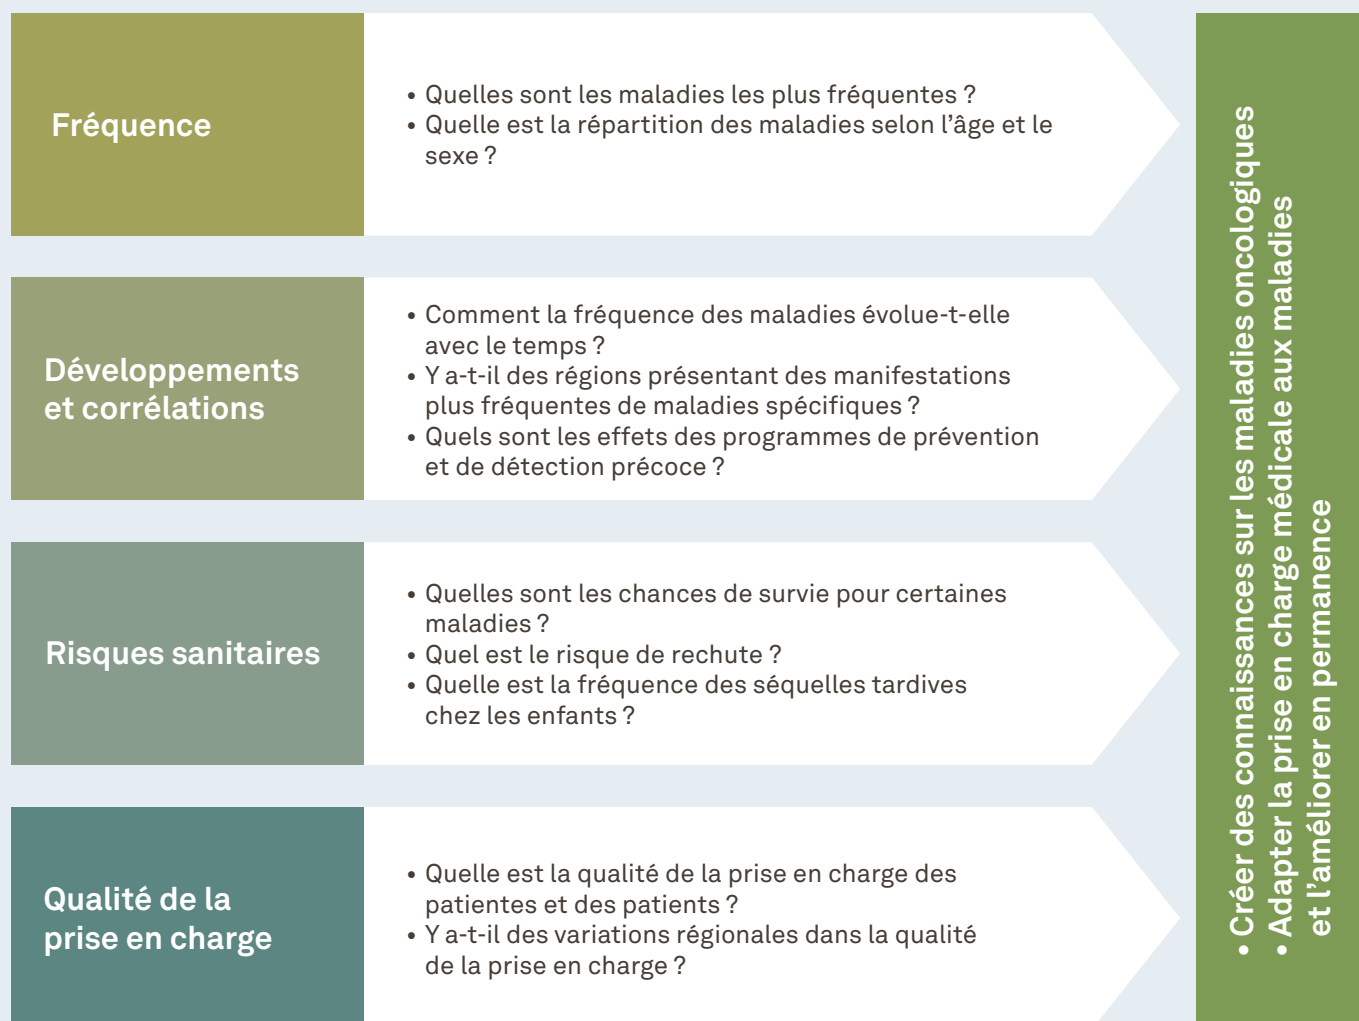 Fréquence
• Quelles sont les maladies les plus fréquentes ?
• Quelle est la répartition des maladies selon l’âge et le
sexe ?
Développements
et corrélations
• Comment la fréquence des maladies évolue-t-elle
avec le temps ?
• Y a-t-il des régions présentant des manifestations
plus fréquentes de maladies spécifiques ?
• Quels sont les effets des programmes de prévention
et de détection précoce ?
Risques sanitaires
• Quelles sont les chances de survie pour certaines
maladies ?
• Quel est le risque de rechute ?
• Quelle est la fréquence des séquelles tardives
chez les enfants ?
Qualité de la
prise en charge
• Quelle est la qualité de la prise en charge des
patientes et des patients ?
• Y a-t-il des variations régionales dans la qualité
de la prise en charge ?
• Créer des connaissances sur les maladies oncologiques
• Adapter la prise en charge médicale aux maladies
et l’améliorer en permanence